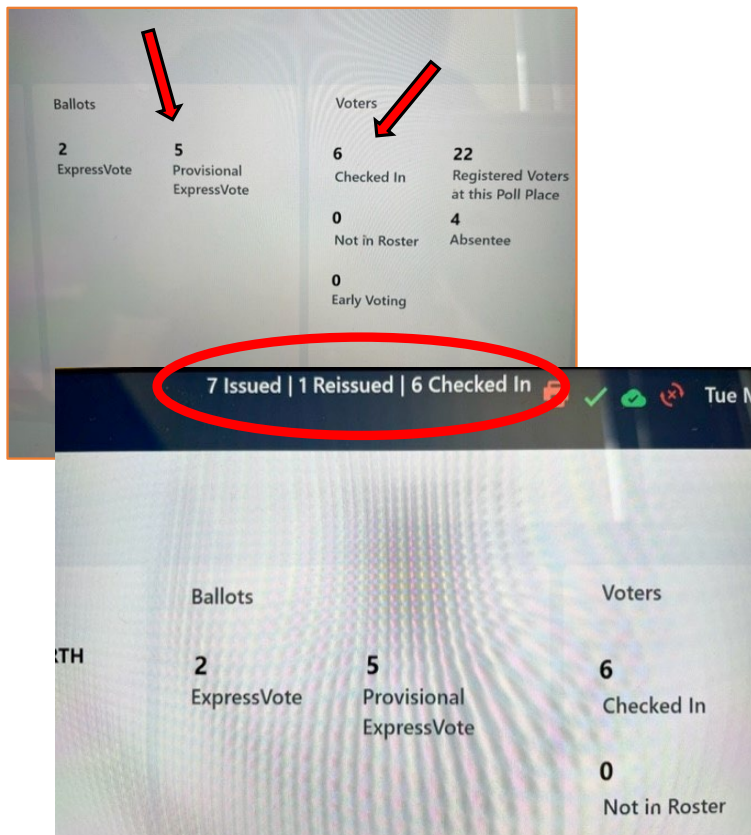 Ballots
Voters
2
ExpressVote
5
Provisional
ExpressVote
6
Checked In
22
Registered Voters
at this Poll Place
0
Not in Roster
4
Absentee
0
Early Voting
7 Issued | 1 Reissued | 6 Checked In
Tue
RTH
Ballots
Voters
2
ExpressVote
5
Provisional
ExpressVote
6
Checked In
0
Not in Roster